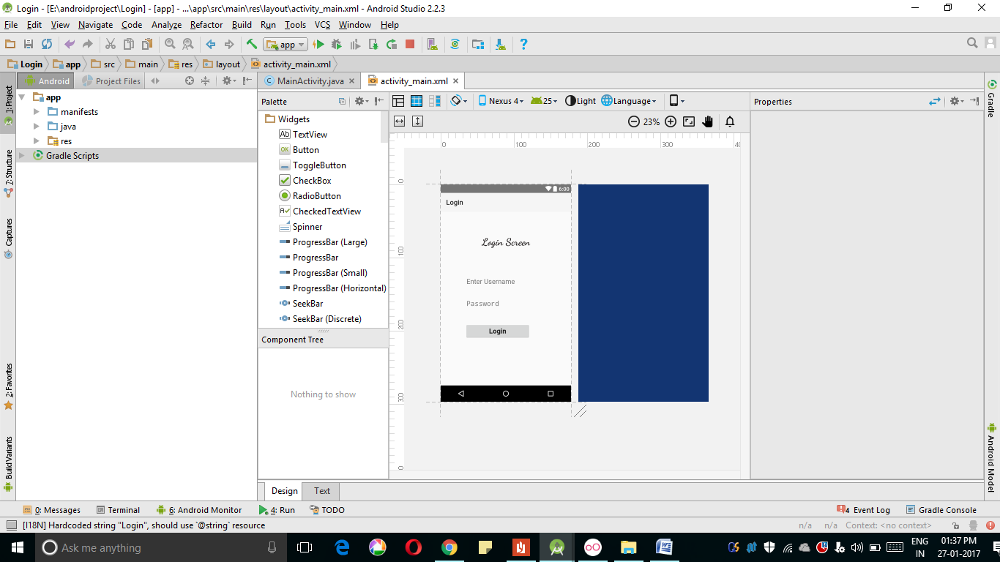 Login - [E:\androidproject\Login] - [app] - ...\app\src\main\res\layout\activity_main.xml - Android Studio 2.2.3
File Edit View Navigate Code Analyze Refactor Build Run Tools VCS Window Help
app
Login app src main res layout activity_main.xml
Android Project Files
MainActivity.java activity_main.xml
Palette
Nexus 4 25 Light Language
Properties
23%
app
manifests
java
res
Gradle Scripts
Widgets
Ab TextView
OK Button
ToggleButton
CheckBox
RadioButton
CheckedTextView
Spinner
ProgressBar (Large)
ProgressBar
ProgressBar (Small)
ProgressBar (Horizontal)
SeekBar
SeekBar (Discrete)
Component Tree
Nothing to show
0 100 200 300 40
0
100
200
300
0
6:00
Login
Login Screen
Enter Username
Password
Login
1: Project
7: Structure
Captures
2: Favorites
Build Variants
Gradle
Android Model
Design Text
0: Messages Terminal 6: Android Monitor 4: Run TODO
4 Event Log Gradle Console
[I18N] Hardcoded string "Login", should use `@string` resource
n/a n/a Context: <no context>
Ask me anything
ENG
IN
01:37 PM
27-01-2017